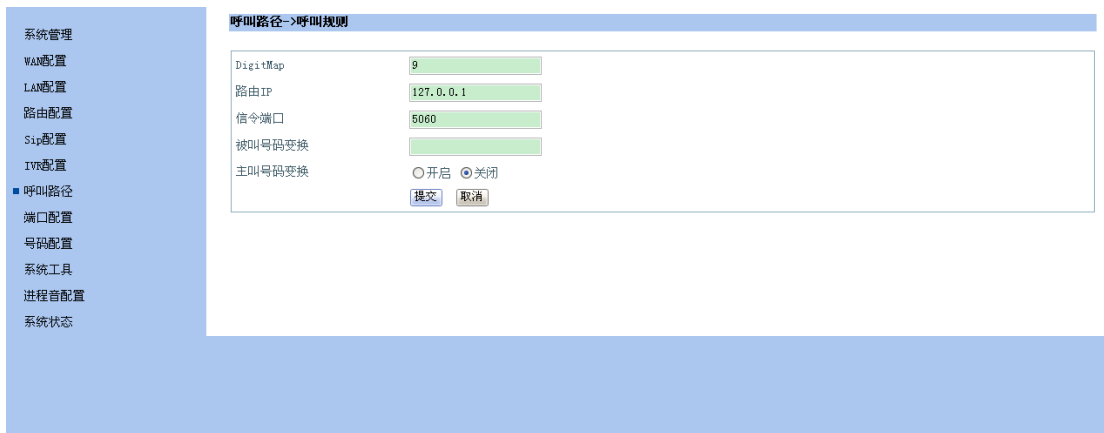 系统管理
WAN配置
LAN配置
路由配置
Sip配置
IVR配置
呼叫路径
端口配置
号码配置
系统工具
进程音配置
系统状态
呼叫路径->呼叫规则
DigitMap 9
路由IP 127.0.0.1
信令端口 5060
被叫号码变换
主叫号码变换 开启 关闭
提交 取消